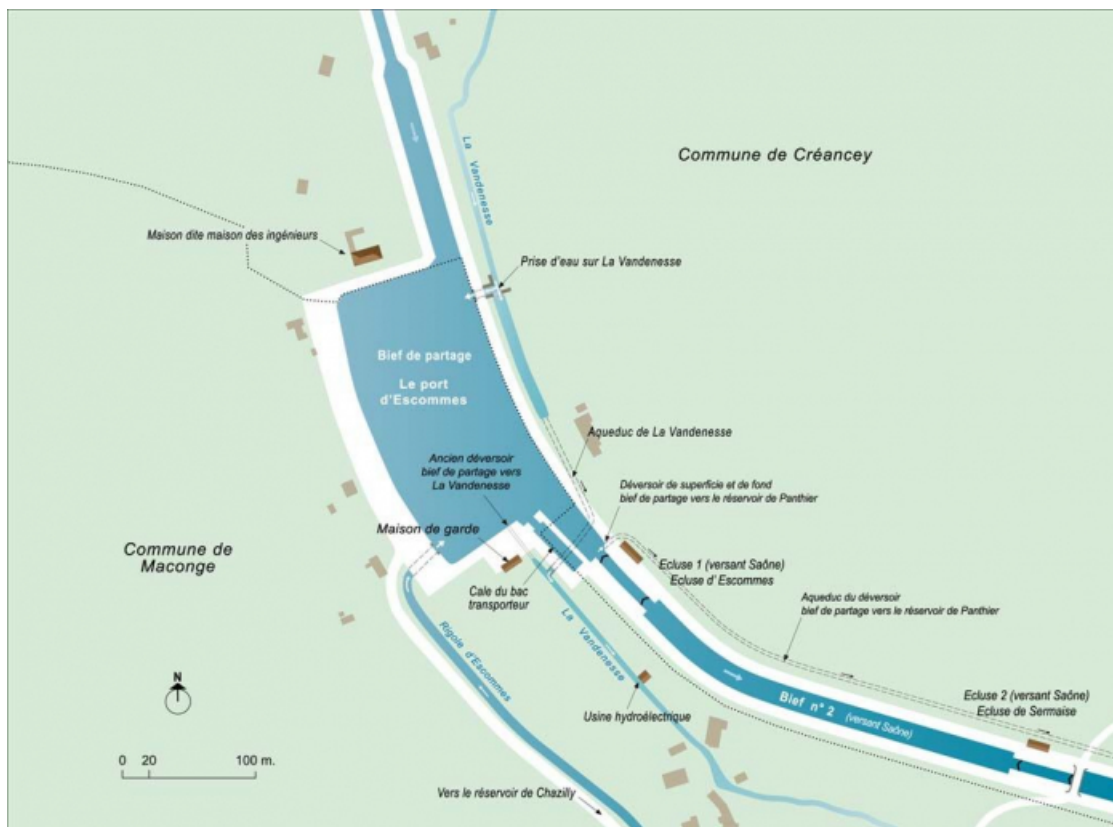 La Vandenesse
Commune de Créancey
Maison dite maison des ingénieurs
Prise d'eau sur La Vandenesse
Bief de partage
Le port
d'Escommes
Aqueduc de La Vandenesse
Ancien déversoir
bief de partage vers
La Vandenesse
Déversoir de superficie et de fond
bief de partage vers le réservoir de Panthier
Maison de garde
Commune de
Maconge
Ecluse 1 (versant Saône)
Ecluse d'Escommes
Cale du bac
transporteur
Aqueduc du déversoir
bief de partage vers le réservoir de Panthier
La Vandenesse
Rigole d'Escommes
N
Usine hydroélectrique
Bief n° 2 (versant Saône)
Ecluse 2 (versant Saône)
Ecluse de Sermaise
0 20 100 m.
Vers le réservoir de Chazilly